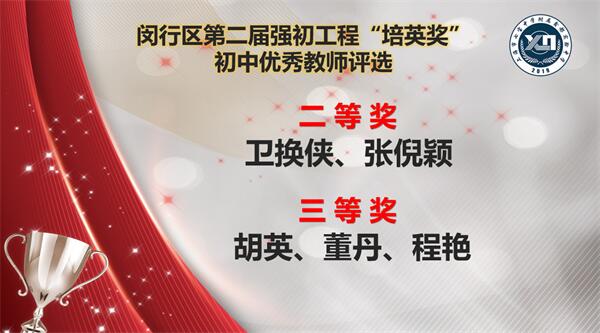 闵行区第二届强初工程“培英奖”
初中优秀教师评选
二等奖
卫换侠、张倪颖
三等奖
胡英、董丹、程艳
2019